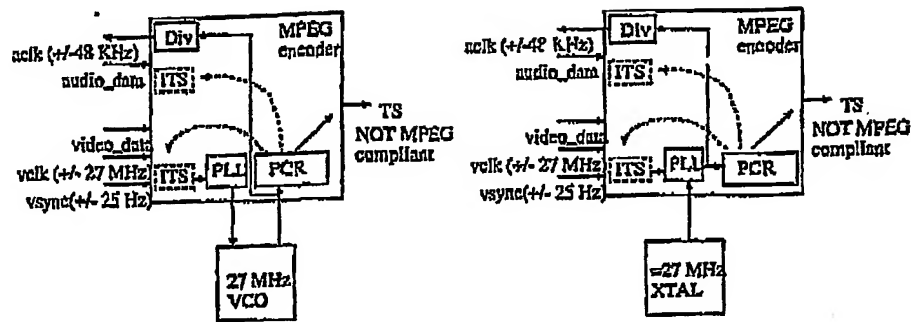 Div
MPEG
encoder
aclk (+/-48 KHz)
audio_dam
ITS
TS
NOT MPEG
compliant
video_data
vclk (+/- 27 MHz)
ITS
PLL
PCR
vsync(+/- 25 Hz)
27 MHz
VCO
Div
MPEG
encoder
aclk (+/-48 KHz)
audio_dam
ITS
TS
NOT MPEG
compliant
video_data
vclk (+/- 27 MHz)
ITS
PLL
PCR
vsync(+/- 25 Hz)
=27 MHz
XTAL